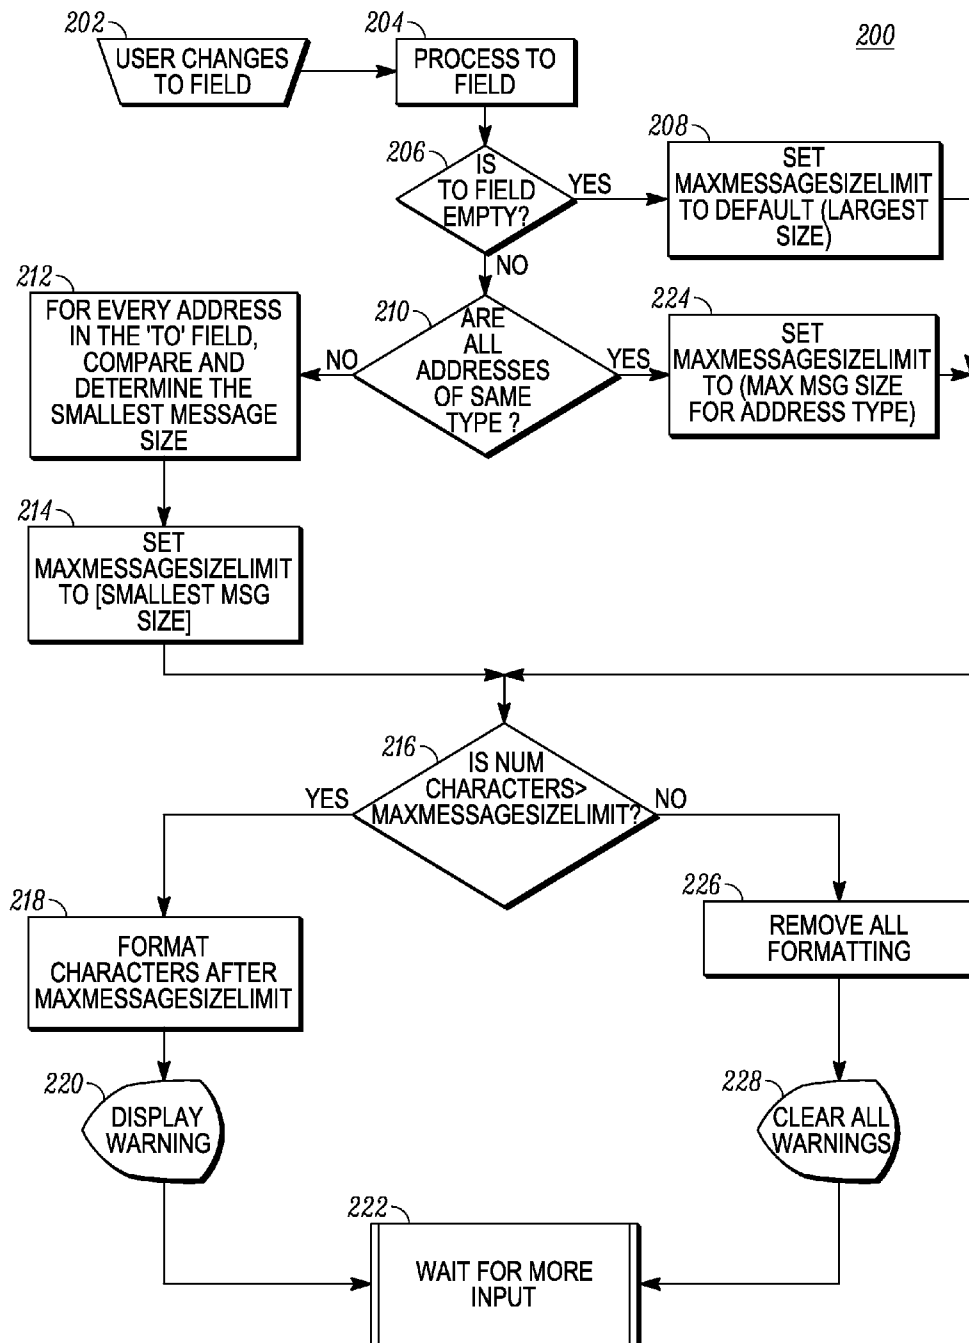 202
USER CHANGES
TO FIELD
204
PROCESS TO
FIELD
200
206
IS
TO FIELD
EMPTY?
YES
NO
208
SET
MAXMESSAGESIZELIMIT
TO DEFAULT (LARGEST
SIZE)
212
FOR EVERY ADDRESS
IN THE 'TO' FIELD,
COMPARE AND
DETERMINE THE
SMALLEST MESSAGE
SIZE
NO
210
ARE
ALL
ADDRESSES
OF SAME
TYPE ?
YES
224
SET
MAXMESSAGESIZELIMIT
TO (MAX MSG SIZE
FOR ADDRESS TYPE)
214
SET
MAXMESSAGESIZELIMIT
TO [SMALLEST MSG
SIZE]
216
IS NUM
CHARACTERS>
MAXMESSAGESIZELIMIT?
YES
NO
218
FORMAT
CHARACTERS AFTER
MAXMESSAGESIZELIMIT
226
REMOVE ALL
FORMATTING
220
DISPLAY
WARNING
228
CLEAR ALL
WARNINGS
222
WAIT FOR MORE
INPUT